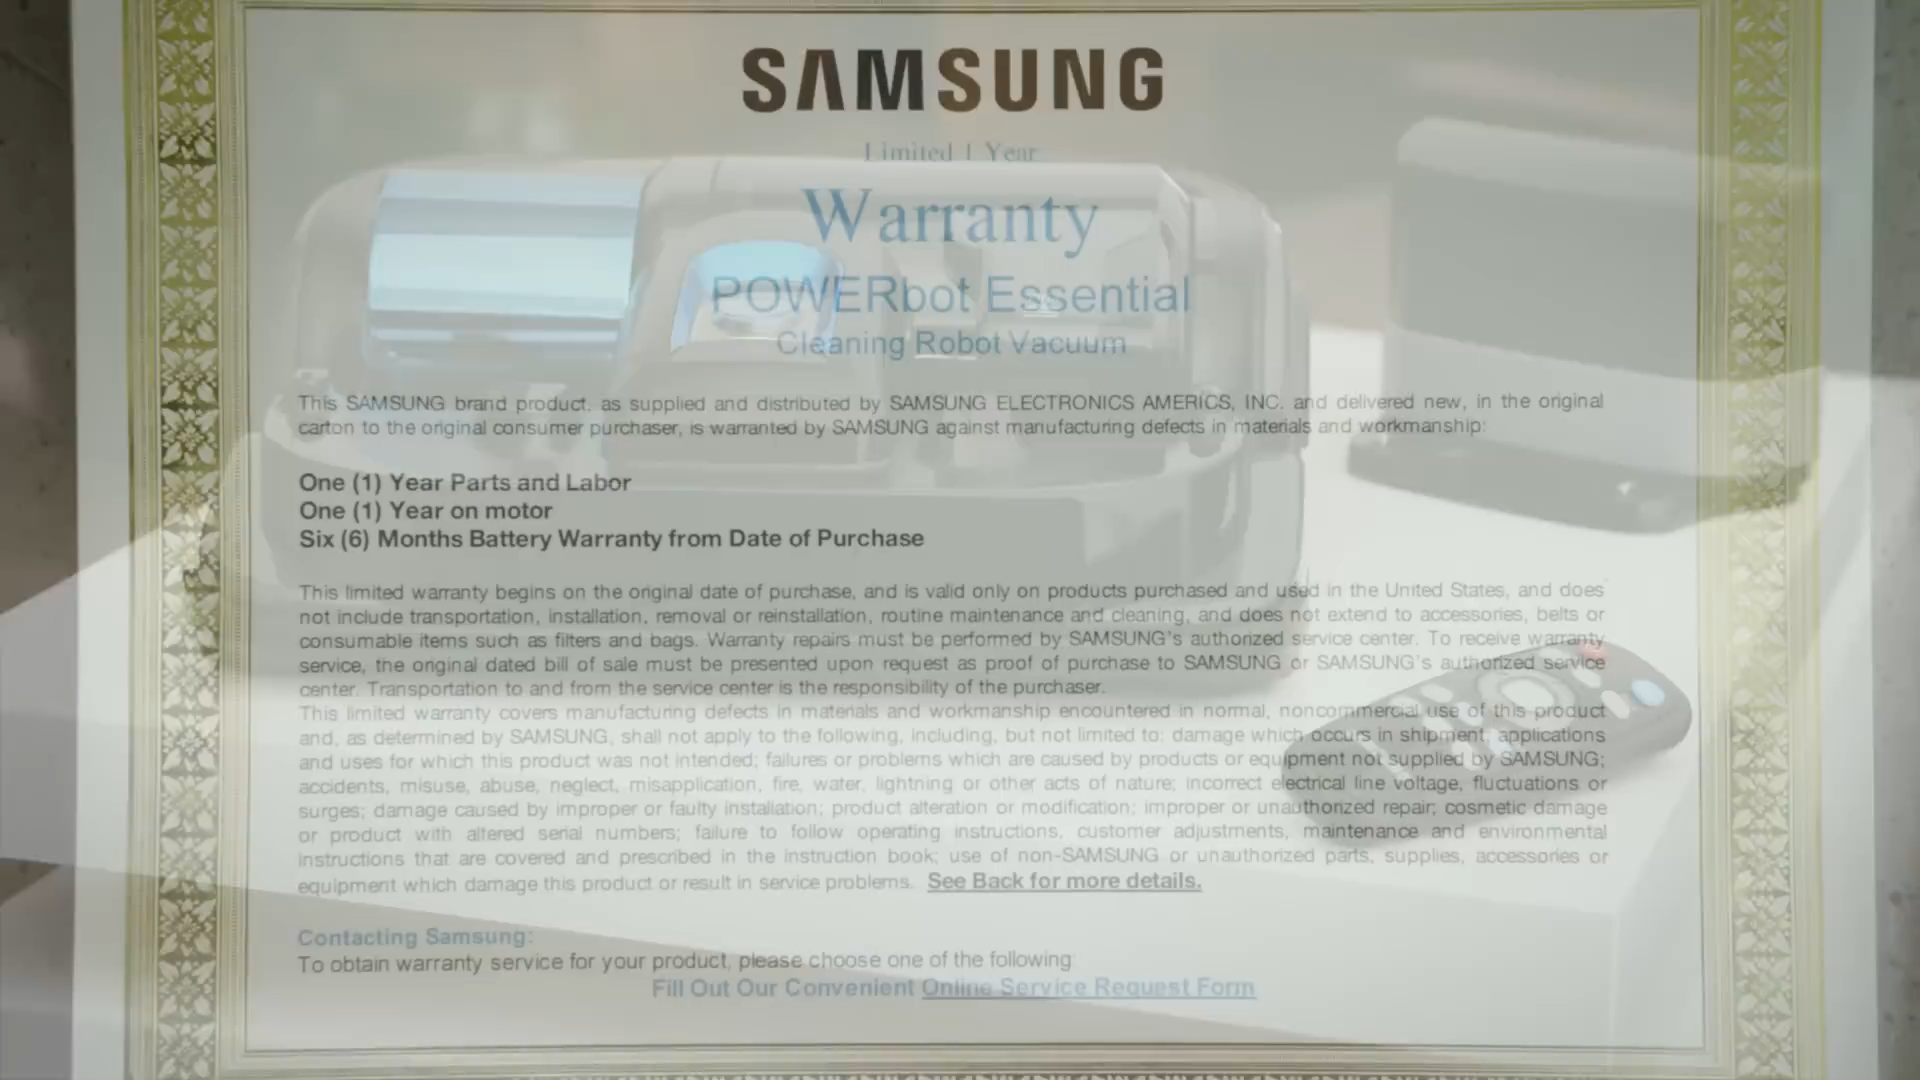 SAMSUNG
Limited 1 Year
Warranty
POWERbot Essential
Cleaning Robot Vacuum
This SAMSUNG brand product, as supplied and distributed by SAMSUNG ELECTRONICS AMERICS, INC. and delivered new, in the original
carton to the original consumer purchaser, is warranted by SAMSUNG against manufacturing defects in materials and workmanship:
One (1) Year Parts and Labor
One (1) Year on motor
Six (6) Months Battery Warranty from Date of Purchase
This limited warranty begins on the original date of purchase, and is valid only on products purchased and used in the United States, and does
not include transportation, installation, removal or reinstallation, routine maintenance and cleaning, and does not extend to accessories, belts or
consumable items such as filters and bags. Warranty repairs must be performed by SAMSUNG's authorized service center. To receive warranty
service, the original dated bill of sale must be presented upon request as proof of purchase to SAMSUNG or SAMSUNG's authorized service
center. Transportation to and from the service center is the responsibility of the purchaser.
This limited warranty covers manufacturing defects in materials and workmanship encountered in normal, noncommercial use of this product
and, as determined by SAMSUNG, shall not apply to the following, including, but not limited to: damage which occurs in shipment, applications
and uses for which this product was not intended; failures or problems which are caused by products or equipment not supplied by SAMSUNG;
accidents, misuse, abuse, neglect, misapplication, fire, water, lightning or other acts of nature; incorrect electrical line voltage, fluctuations or
surges; damage caused by improper or faulty installation; product alteration or modification; improper or unauthorized repair; cosmetic damage
or product with altered serial numbers; failure to follow operating instructions, customer adjustments, maintenance and environmental
instructions that are covered and prescribed in the instruction book; use of non-SAMSUNG or unauthorized parts, supplies, accessories or
equipment which damage this product or result in service problems. See Back for more details.
Contacting Samsung:
To obtain warranty service for your product, please choose one of the following:
Fill Out Our Convenient Online Service Request Form